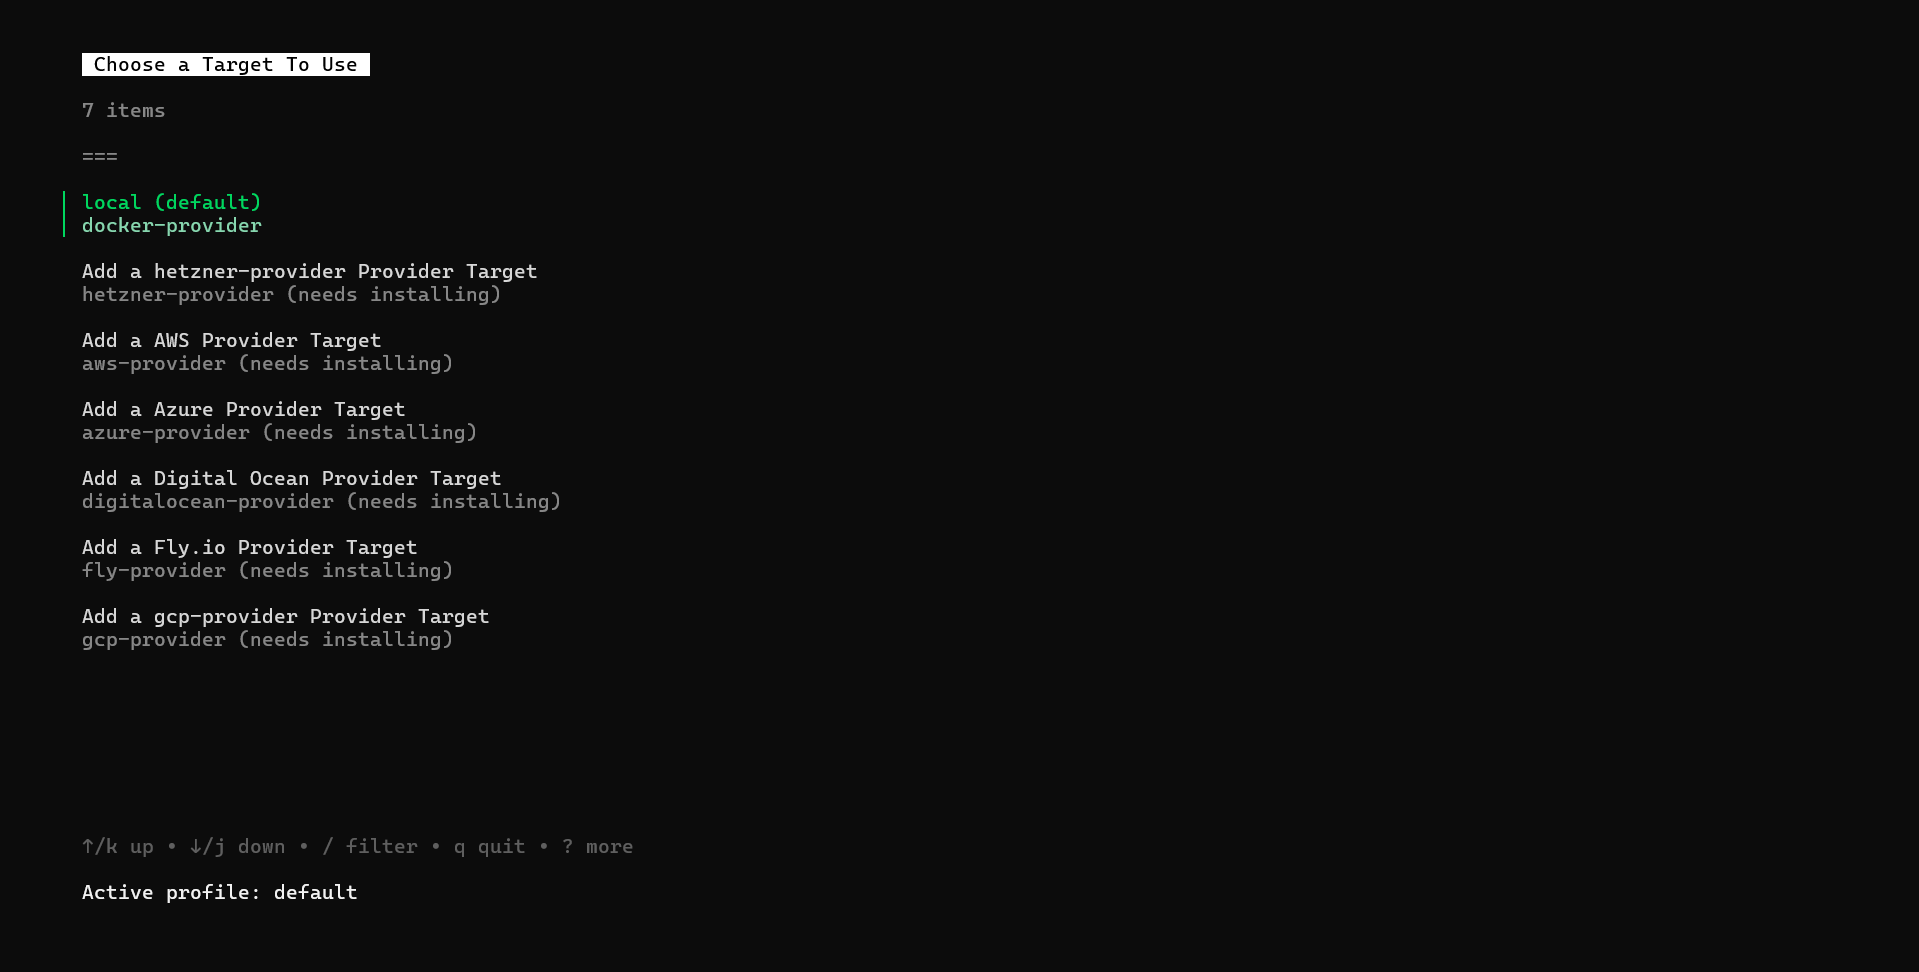 Choose a Target To Use
7 items
===
local (default)
docker-provider
Add a hetzner-provider Provider Target
hetzner-provider (needs installing)
Add a AWS Provider Target
aws-provider (needs installing)
Add a Azure Provider Target
azure-provider (needs installing)
Add a Digital Ocean Provider Target
digitalocean-provider (needs installing)
Add a Fly.io Provider Target
fly-provider (needs installing)
Add a gcp-provider Provider Target
gcp-provider (needs installing)
↑/k up • ↓/j down • / filter • q quit • ? more
Active profile: default